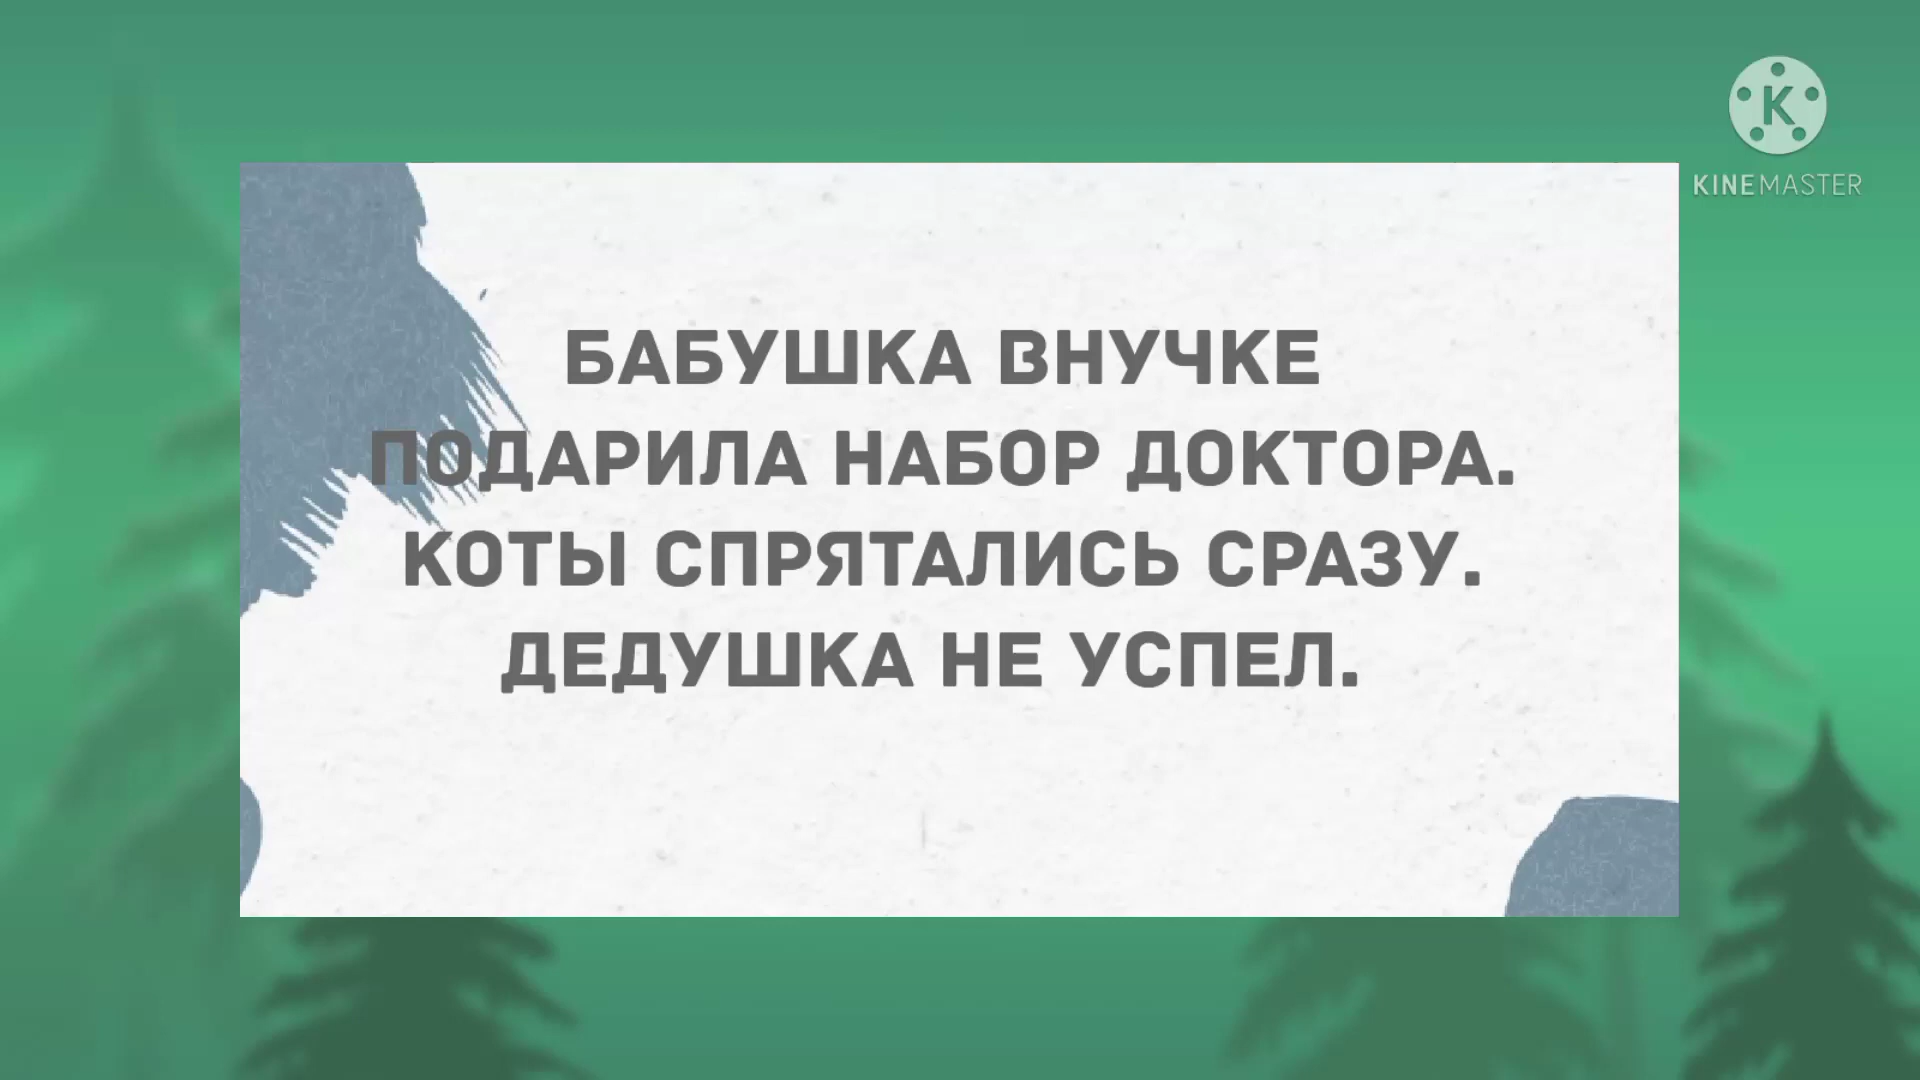 KINEMASTER
БАБУШКА ВНУЧКЕ
ПОДАРИЛА НАБОР ДОКТОРА.
КОТЫ СПРЯТАЛИСЬ СРАЗУ.
ДЕДУШКА НЕ УСПЕЛ.